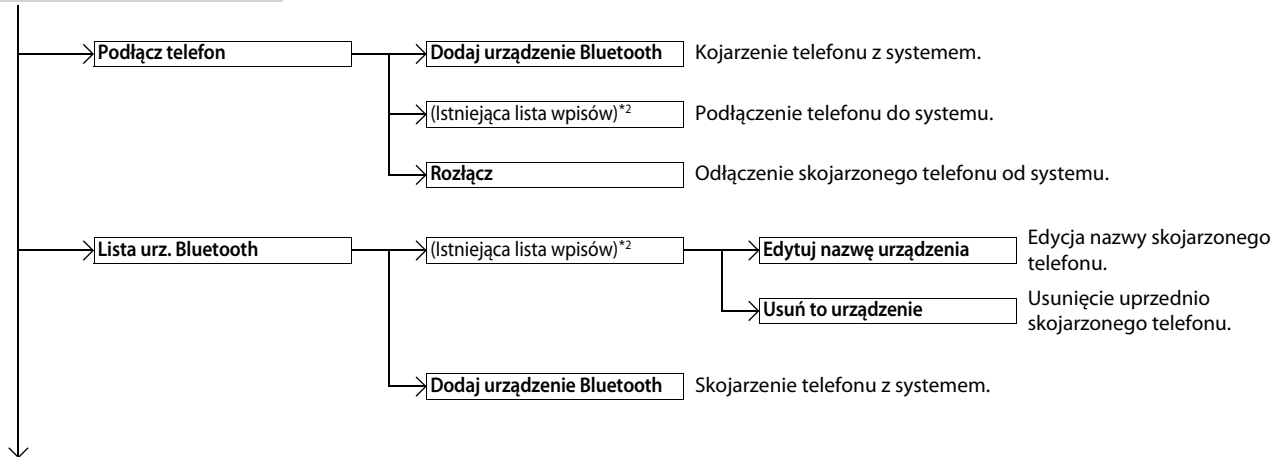 Podłącz telefon
Dodaj urządzenie Bluetooth
Kojarzenie telefonu z systemem.
(Istniejąca lista wpisów)*2
Podłączenie telefonu do systemu.
Rozłącz
Odłączenie skojarzonego telefonu od systemu.
Lista urz. Bluetooth
(Istniejąca lista wpisów)*2
Edytuj nazwę urządzenia
Edycja nazwy skojarzonego
telefonu.
Usuń to urządzenie
Usunięcie uprzednio
skojarzonego telefonu.
Dodaj urządzenie Bluetooth
Skojarzenie telefonu z systemem.